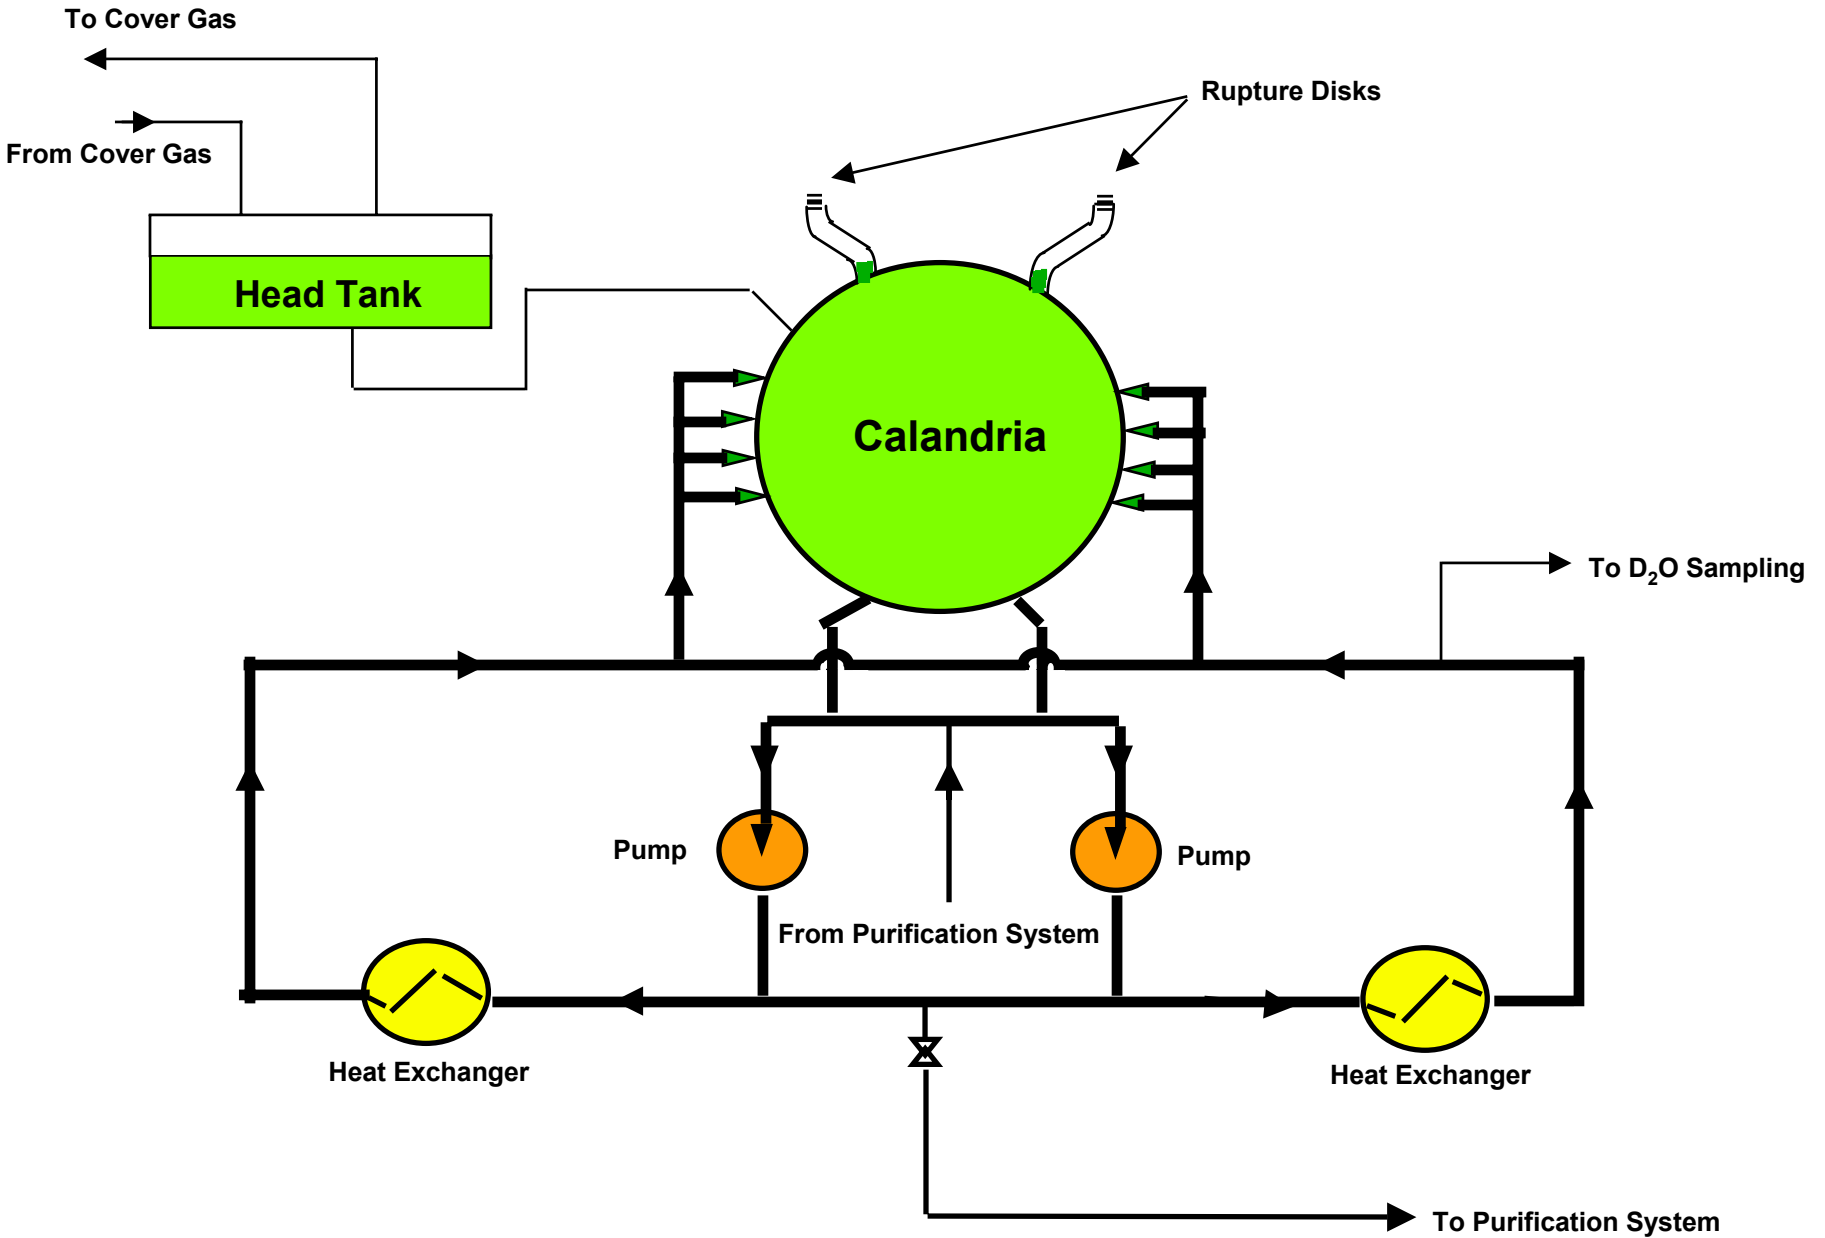 To Cover Gas
Rupture Disks
From Cover Gas
Head Tank
Calandria
To D₂O Sampling
Pump
Pump
From Purification System
Heat Exchanger
Heat Exchanger
To Purification System